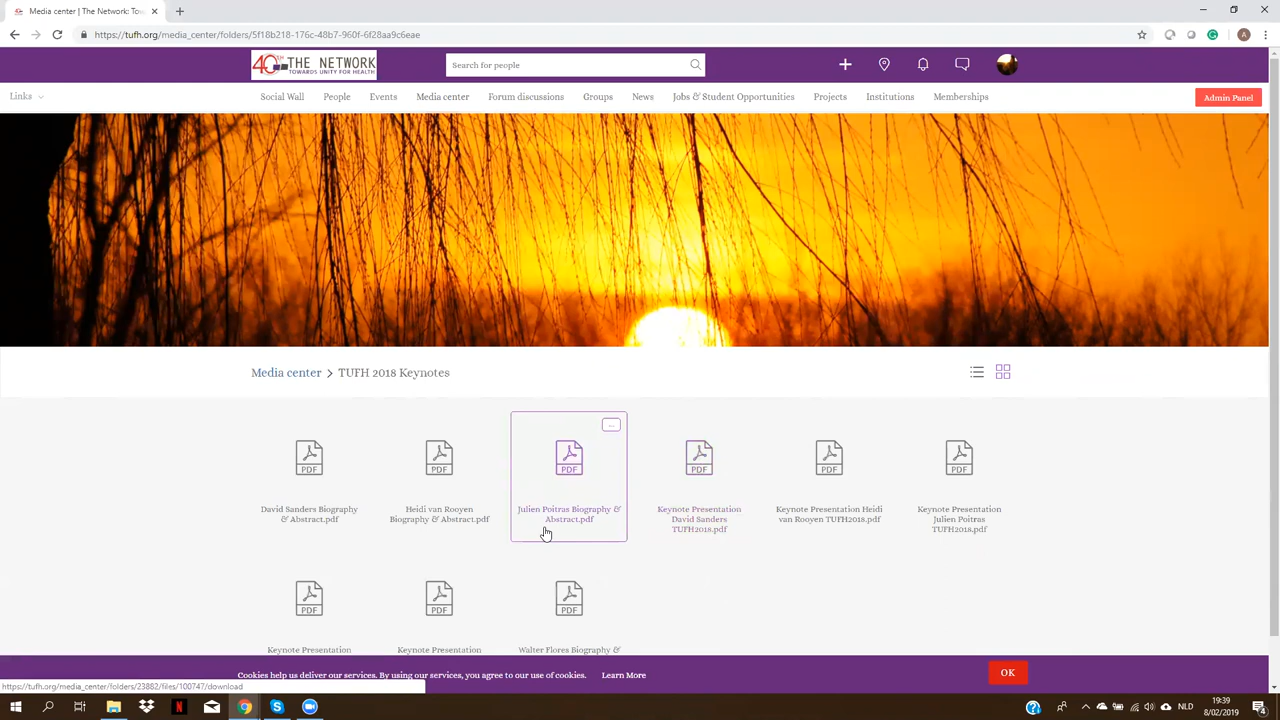 Media center | The Network: Tow
https://tufh.org/media_center/folders/5f18b218-176c-48b7-960f-6f28aa9c6eae
A
40TH THE NETWORK
TOWARDS UNITY FOR HEALTH
Search for people
Links
Social Wall
People
Events
Media center
Forum discussions
Groups
News
Jobs & Student Opportunities
Projects
Institutions
Memberships
Admin Panel
Media center > TUFH 2018 Keynotes
...
PDF
PDF
PDF
PDF
PDF
PDF
David Sanders Biography
& Abstract.pdf
Heidi van Rooyen
Biography & Abstract.pdf
Julien Poitras Biography &
Abstract.pdf
Keynote Presentation
David Sanders
TUFH2018.pdf
Keynote Presentation Heidi
van Rooyen TUFH2018.pdf
Keynote Presentation
Julien Poitras
TUFH2018.pdf
PDF
PDF
PDF
Keynote Presentation
Keynote Presentation
Walter Flores Biography &
Cookies help us deliver our services. By using our services, you agree to our use of cookies.
Learn More
OK
https://tufh.org/media_center/folders/23882/files/100747/download
NLD
19:39
8/02/2019
4